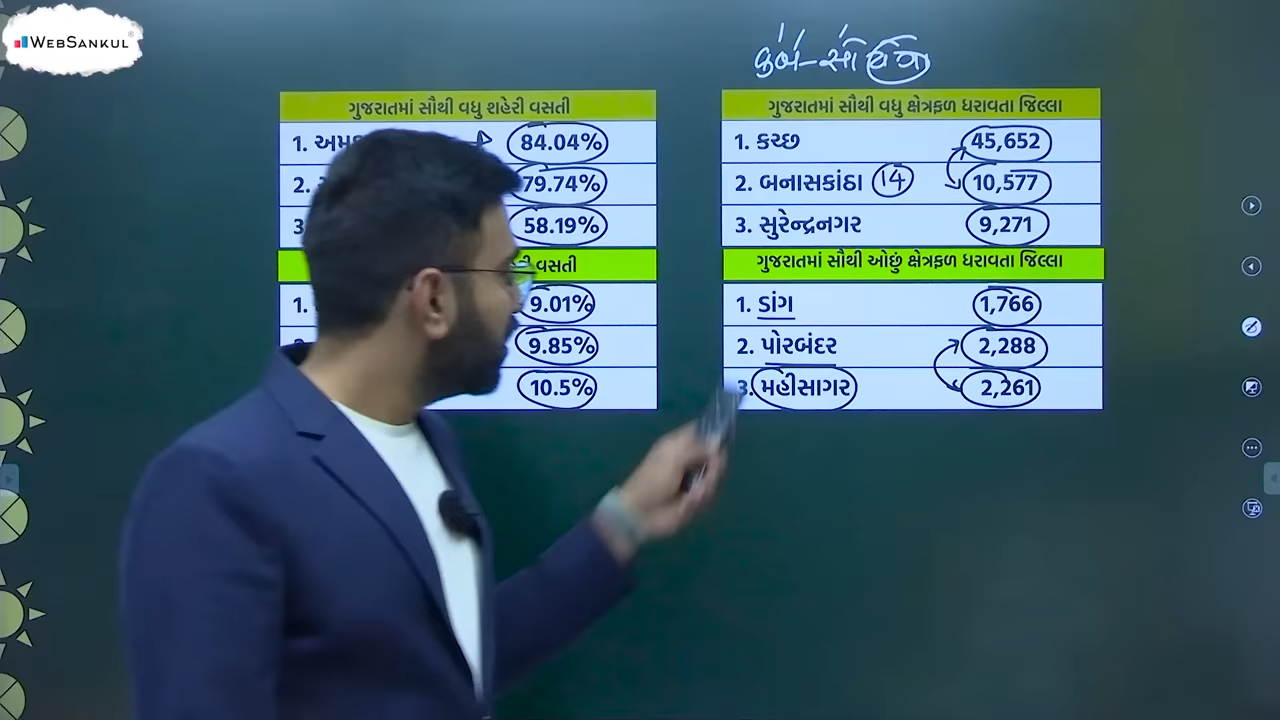 WEBSANKUL
ગુજરાતમાં સૌથી વધુ શહેરી વસતી
1. 84.04%
2. 79.74%
3 58.19%
વસતી
1. 9.01%
9.85%
10.5%
ગુજરાતમાં સૌથી વધુ ક્ષેત્રફળ ધરાવતા જિલ્લા
1. કચ્છ 45,652
2. બનાસકાંઠા 14 10,577
3. સુરેન્દ્રનગર 9,271
ગુજરાતમાં સૌથી ઓછું ક્ષેત્રફળ ધરાવતા જિલ્લા
1. ડાંગ 1,766
2. પોરબંદર 2,288
3. મહીસાગર 2,261